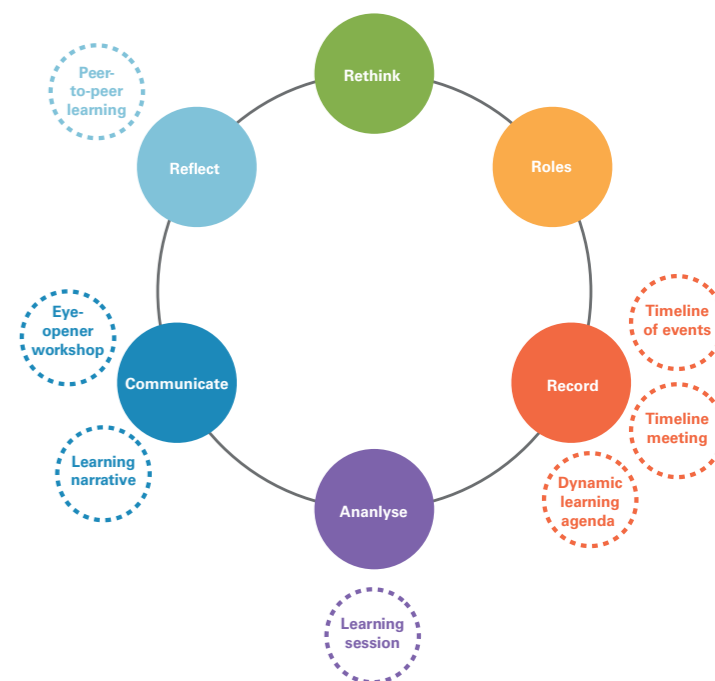 Rethink
Roles
Record
Timeline
of events
Timeline
meeting
Dynamic
learning
agenda
Ananlyse
Learning
session
Communicate
Eye-
opener
workshop
Learning
narrative
Reflect
Peer-
to-peer
learning